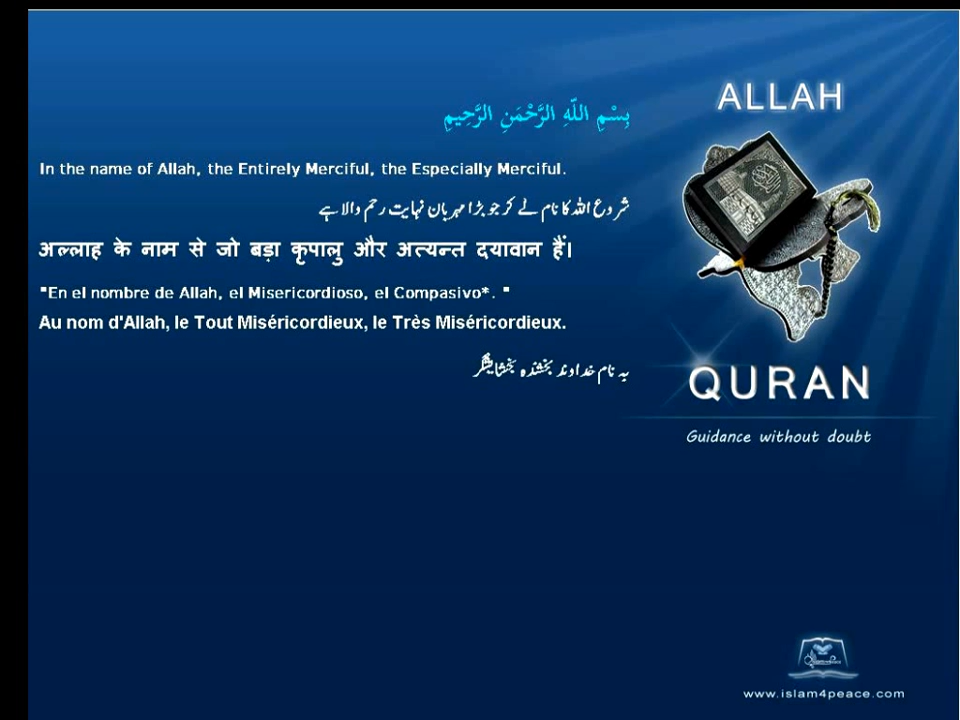 بِسْمِ اللّهِ الرَّحْمَنِ الرَّحِيمِ
In the name of Allah, the Entirely Merciful, the Especially Merciful.
شروع الله کا نام لے کر جو بڑا مہربان نہایت رحم والا ہے
अल्लाह के नाम से जो बड़ा कृपालु और अत्यन्त दयावान हैं।
"En el nombre de Allah, el Misericordioso, el Compasivo*. "
Au nom d'Allah, le Tout Miséricordieux, le Très Miséricordieux.
به نام خداوند بخشنده بخشایشگر
ALLAH
QURAN
Guidance without doubt
www.islam4peace.com